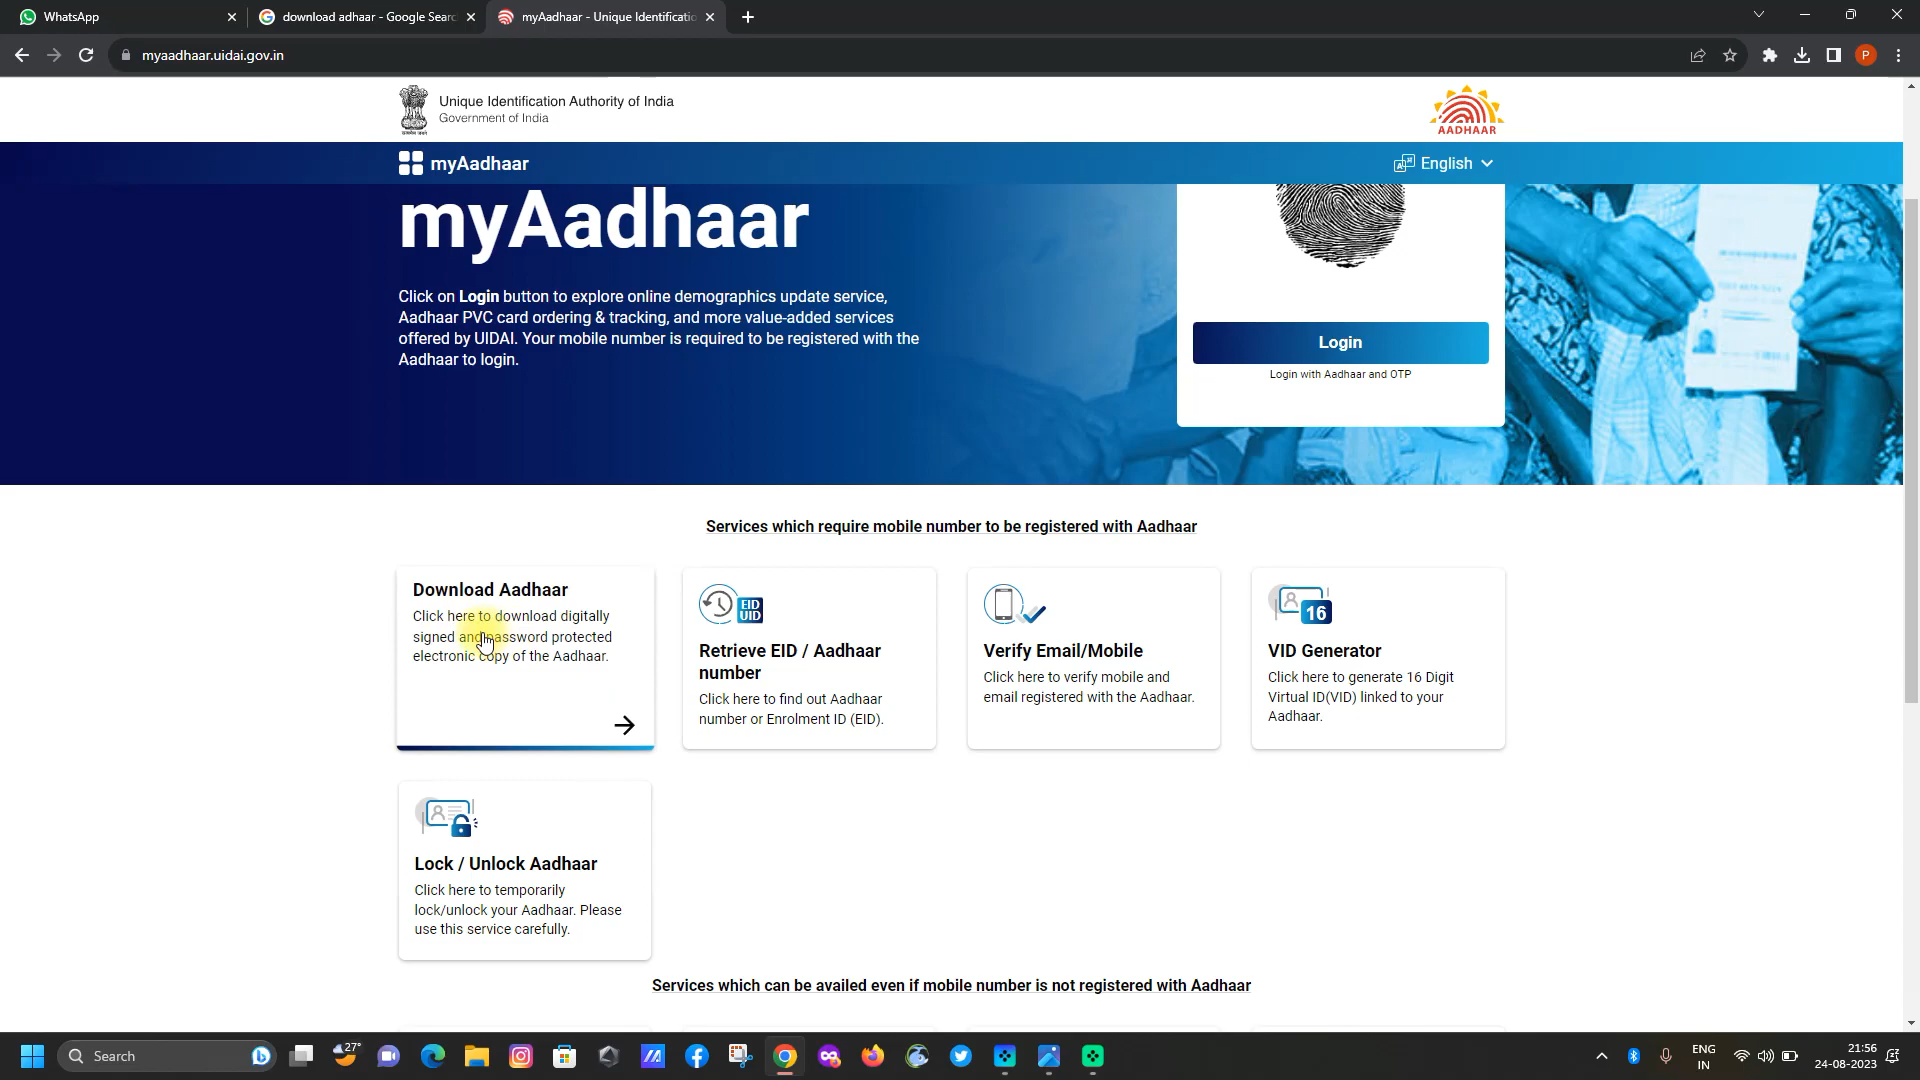 WhatsApp
download adhaar - Google Searc
myAadhaar - Unique Identificatio
myaadhaar.uidai.gov.in
P
Unique Identification Authority of India
Government of India
AADHAAR
myAadhaar
English
myAadhaar
Click on Login button to explore online demographics update service,
Aadhaar PVC card ordering & tracking, and more value-added services
offered by UIDAI. Your mobile number is required to be registered with the
Aadhaar to login.
Login
Login with Aadhaar and OTP
Services which require mobile number to be registered with Aadhaar
Download Aadhaar
Click here to download digitally
signed and password protected
electronic copy of the Aadhaar.
EID
UID
Retrieve EID / Aadhaar
number
Click here to find out Aadhaar
number or Enrolment ID (EID).
Verify Email/Mobile
Click here to verify mobile and
email registered with the Aadhaar.
16
VID Generator
Click here to generate 16 Digit
Virtual ID(VID) linked to your
Aadhaar.
Lock / Unlock Aadhaar
Click here to temporarily
lock/unlock your Aadhaar. Please
use this service carefully.
Services which can be availed even if mobile number is not registered with Aadhaar
Search
27°
ENG
IN
21:56
24-08-2023